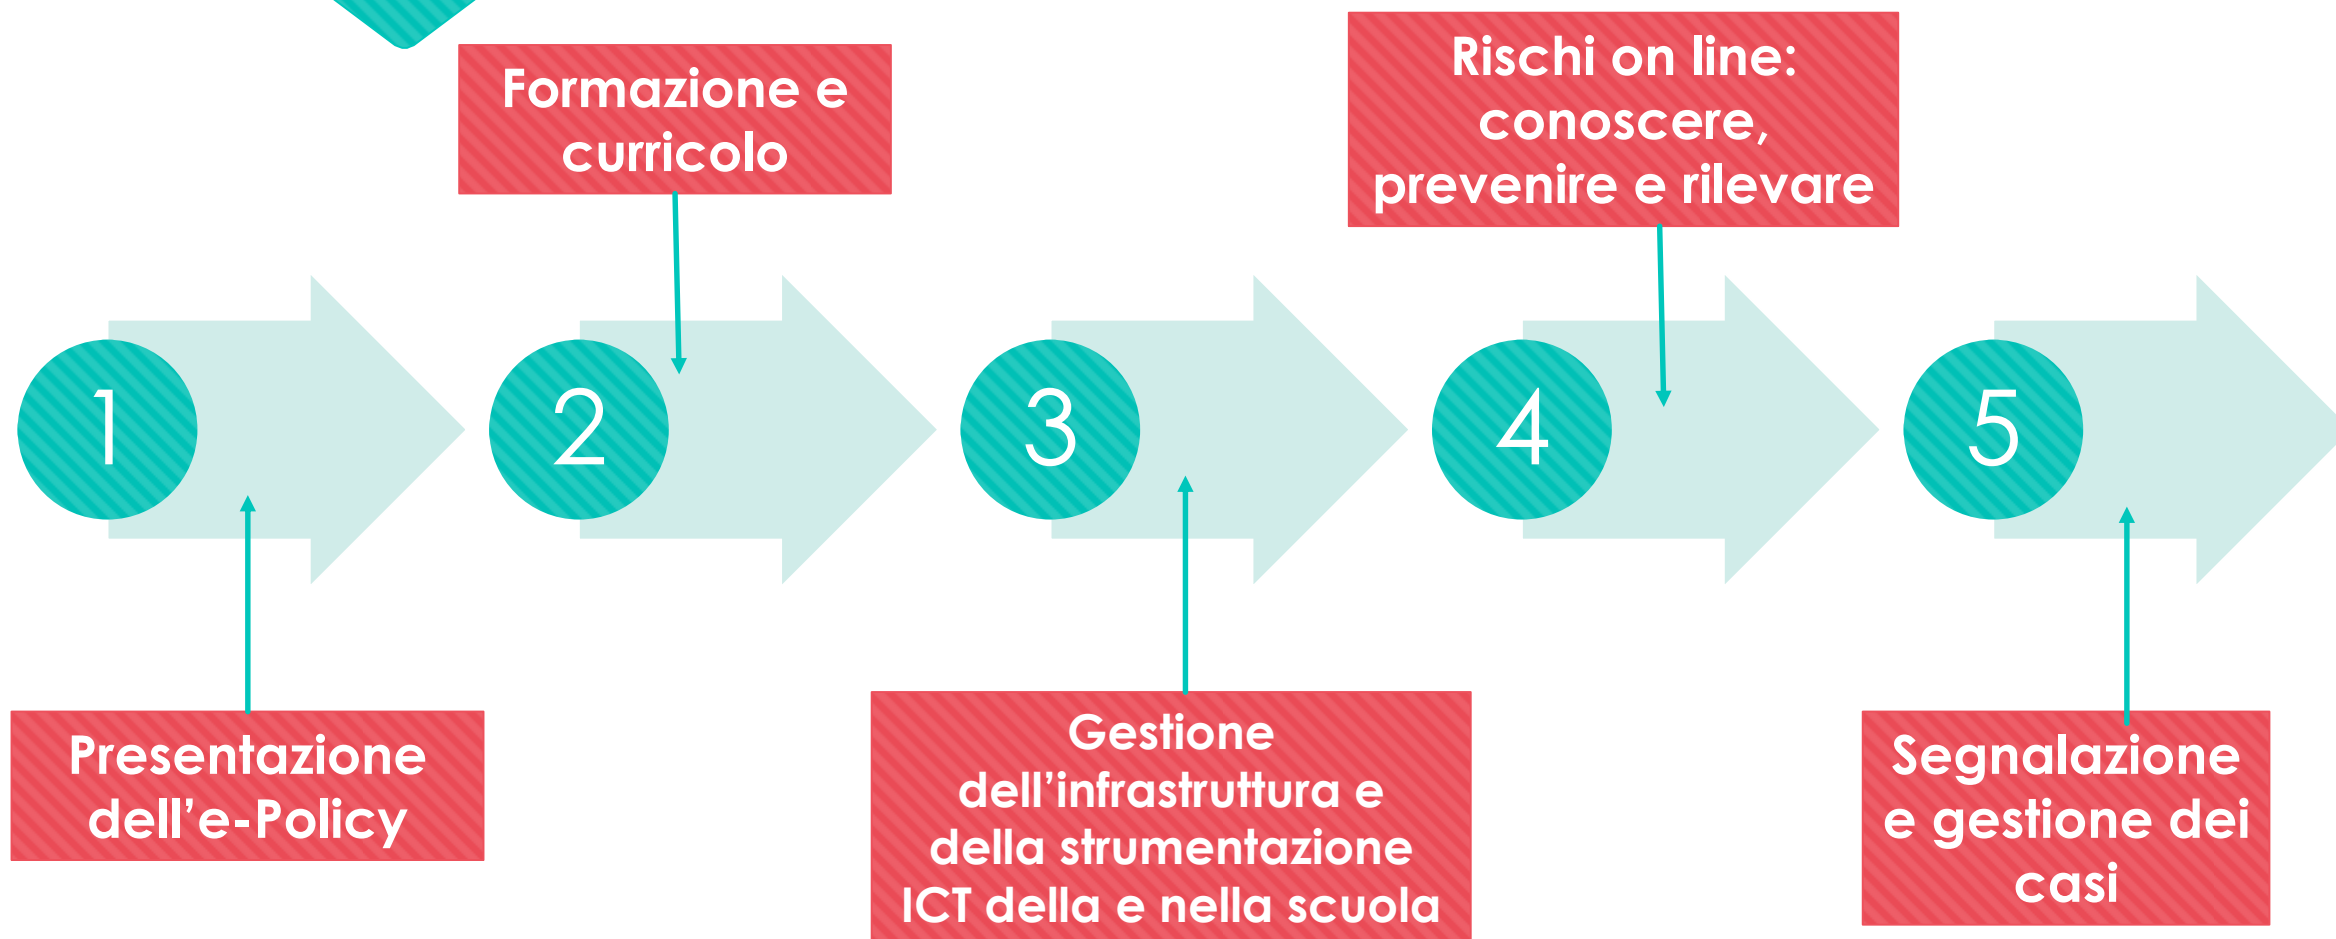 Formazione e
curricolo
Rischi on line:
conoscere,
prevenire e rilevare
1
2
3
4
5
Presentazione
dell’e-Policy
Gestione
dell’infrastruttura e
della strumentazione
ICT della e nella scuola
Segnalazione
e gestione dei
casi